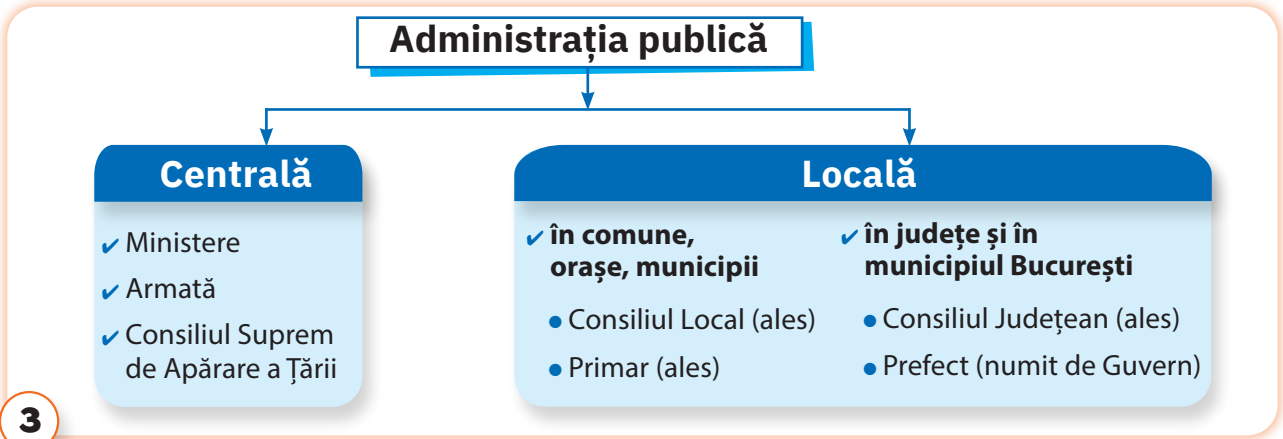 Administrația publică
Centrală
✔ Ministere
✔ Armată
✔ Consiliul Suprem
de Apărare a Țării
Locală
✔ în comune,
orașe, municipii
• Consiliul Local (ales)
• Primar (ales)
✔ în județe și în
municipiul București
• Consiliul Județean (ales)
• Prefect (numit de Guvern)
3